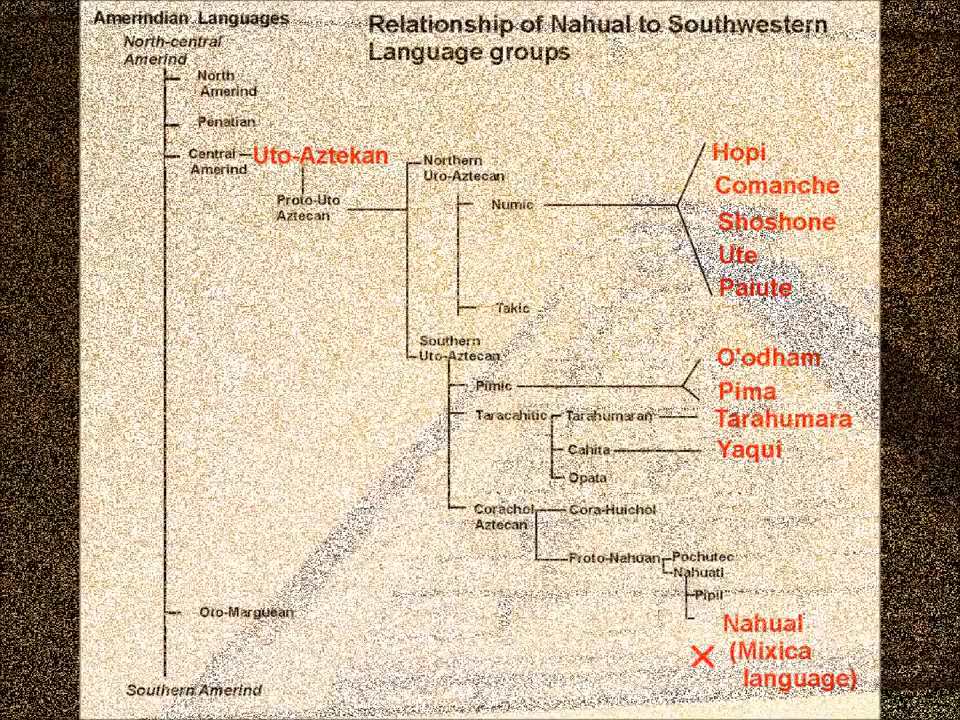 Amerindian Languages
Relationship of Nahual to Southwestern
Language groups
North-central
Amerind
North
Amerind
Penatian
Central
Amerind
Uto-Aztekan
Proto-Uto
Aztecan
Northern
Uto-Aztecan
Numic
Hopi
Comanche
Shoshone
Ute
Paiute
Takic
Southern
Uto-Aztecan
Pimic
O'odham
Pima
Taracahitic
Tarahumaran
Tarahumara
Cahita
Yaqui
Opata
Corachol
Aztecan
Cora-Huichol
Proto-Nahuan
Pochutec
Nahuatl
Pipil
Nahual
(Mixica
language)
Oto-Marguean
Southern Amerind